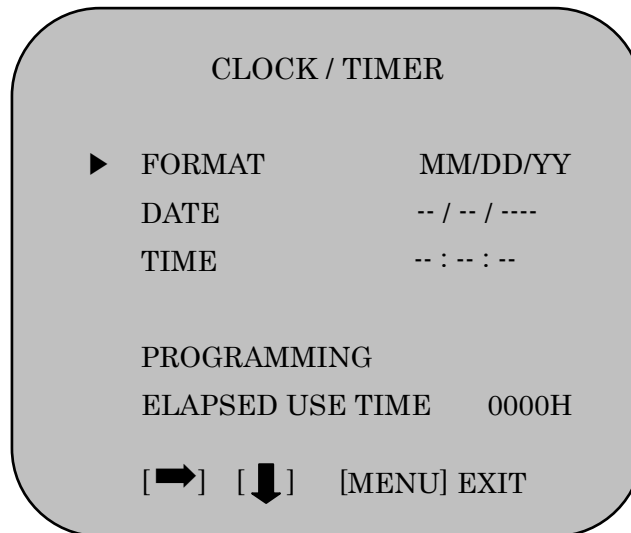 CLOCK / TIMER
▶ FORMAT MM/DD/YY
DATE -- / -- / ----
TIME -- : -- : --
PROGRAMMING
ELAPSED USE TIME 0000H
[➡] [⬇] [MENU] EXIT